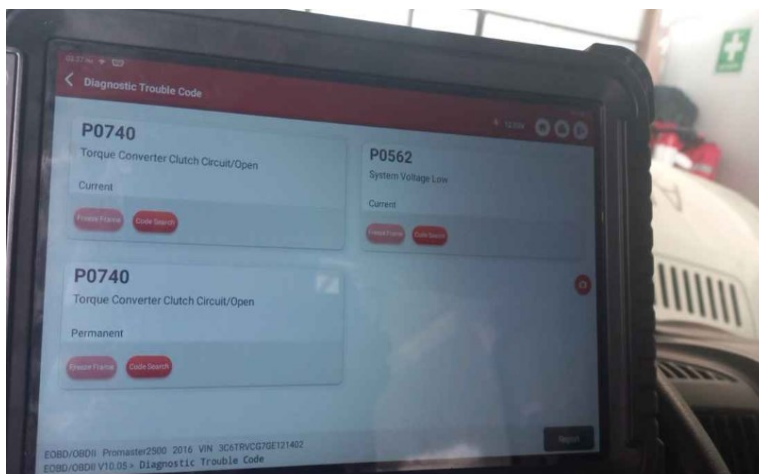 Diagnostic Trouble Code
P0740
Torque Converter Clutch Circuit/Open
Current
Freeze Frame Code Search
P0562
System Voltage Low
Current
Freeze Frame Code Search
P0740
Torque Converter Clutch Circuit/Open
Permanent
Freeze Frame Code Search
Report
EOBD/OBDII Promaster2500 2016 VIN 3C6TRVCG7GE121402
EOBD/OBDII V10.05 > Diagnostic Trouble Code